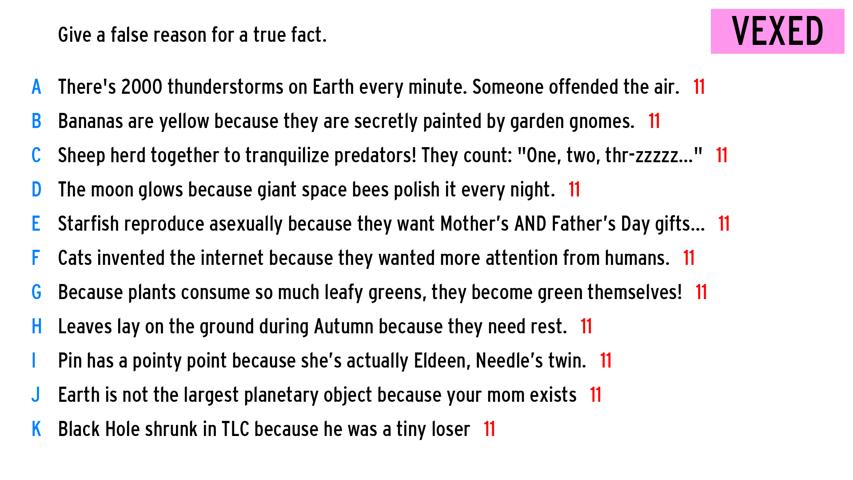 Give a false reason for a true fact.
VEXED
A There's 2000 thunderstorms on Earth every minute. Someone offended the air. 11
B Bananas are yellow because they are secretly painted by garden gnomes. 11
C Sheep herd together to tranquilize predators! They count: "One, two, thr-zzzzz..." 11
D The moon glows because giant space bees polish it every night. 11
E Starfish reproduce asexually because they want Mother's AND Father's Day gifts... 11
F Cats invented the internet because they wanted more attention from humans. 11
G Because plants consume so much leafy greens, they become green themselves! 11
H Leaves lay on the ground during Autumn because they need rest. 11
I Pin has a pointy point because she's actually Eldeen, Needle's twin. 11
J Earth is not the largest planetary object because your mom exists 11
K Black Hole shrunk in TLC because he was a tiny loser 11